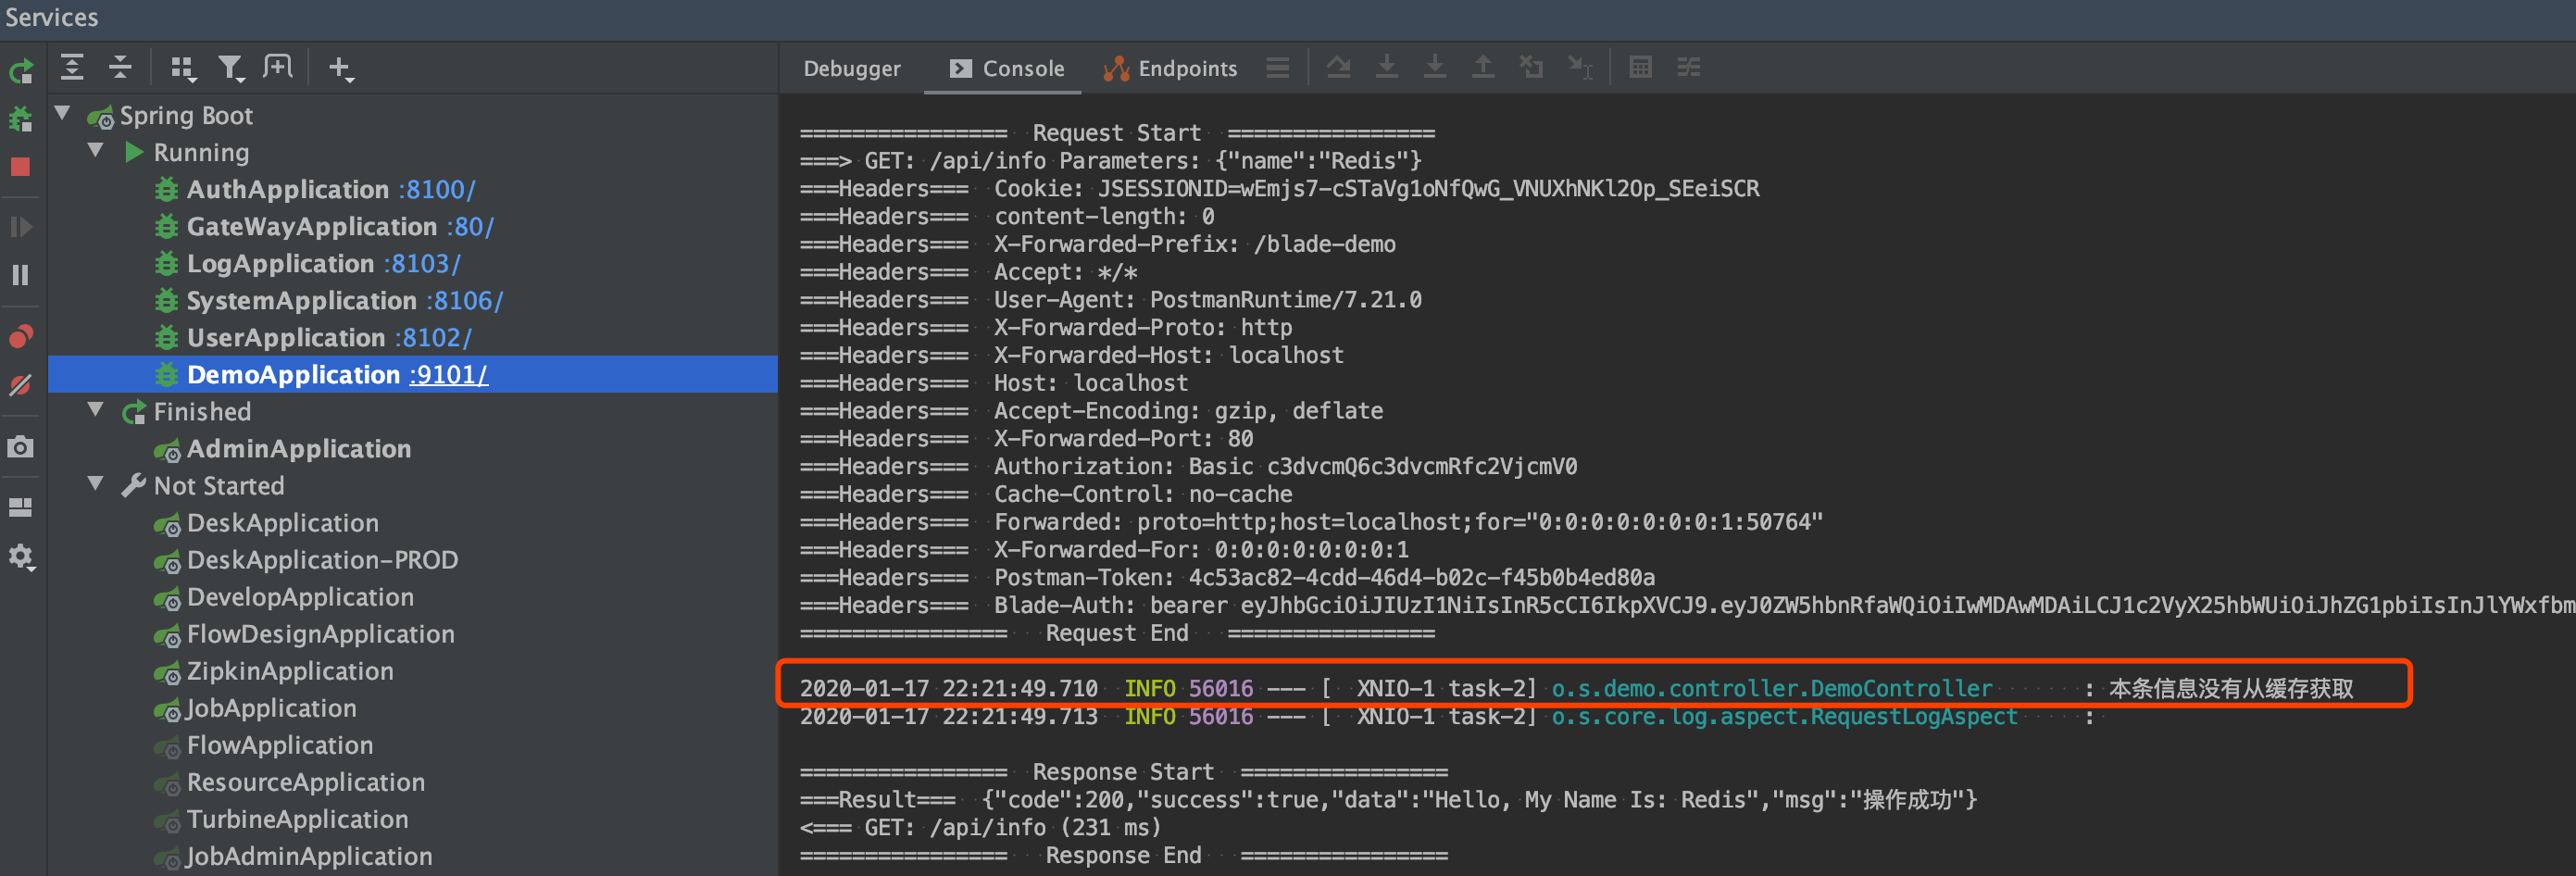 Services
Spring Boot
Running
AuthApplication :8100/
GateWayApplication :80/
LogApplication :8103/
SystemApplication :8106/
UserApplication :8102/
DemoApplication :9101/
Finished
AdminApplication
Not Started
DeskApplication
DeskApplication-PROD
DevelopApplication
FlowDesignApplication
ZipkinApplication
JobApplication
FlowApplication
ResourceApplication
TurbineApplication
JobAdminApplication
Debugger Console Endpoints
================ Request Start ================
===> GET: /api/info Parameters: {"name":"Redis"}
===Headers=== Cookie: JSESSIONID=wEmjs7-cSTaVg1oNfQwG_VNUXhNKl2Op_SEeiSCR
===Headers=== content-length: 0
===Headers=== X-Forwarded-Prefix: /blade-demo
===Headers=== Accept: */*
===Headers=== User-Agent: PostmanRuntime/7.21.0
===Headers=== X-Forwarded-Proto: http
===Headers=== X-Forwarded-Host: localhost
===Headers=== Host: localhost
===Headers=== Accept-Encoding: gzip, deflate
===Headers=== X-Forwarded-Port: 80
===Headers=== Authorization: Basic c3dvcmQ6c3dvcmRfc2VjcmV0
===Headers=== Cache-Control: no-cache
===Headers=== Forwarded: proto=http;host=localhost;for="0:0:0:0:0:0:0:1:50764"
===Headers=== X-Forwarded-For: 0:0:0:0:0:0:0:1
===Headers=== Postman-Token: 4c53ac82-4cdd-46d4-b02c-f45b0b4ed80a
===Headers=== Blade-Auth: bearer eyJhbGciOiJIUzI1NiIsInR5cCI6IkpXVCJ9.eyJ0ZW5hbnRfaWQiOiIwMDAwMDAiLCJ1c2VyX25hbWUiOiJhZG1pbiIsInJlYWxfbm
================ Request End ================
2020-01-17 22:21:49.710 INFO 56016 --- [ XNIO-1 task-2] o.s.demo.controller.DemoController : 本条信息没有从缓存获取
2020-01-17 22:21:49.713 INFO 56016 --- [ XNIO-1 task-2] o.s.core.log.aspect.RequestLogAspect :
================ Response Start ================
===Result=== {"code":200,"success":true,"data":"Hello, My Name Is: Redis","msg":"操作成功"}
<=== GET: /api/info (231 ms)
================ Response End ================